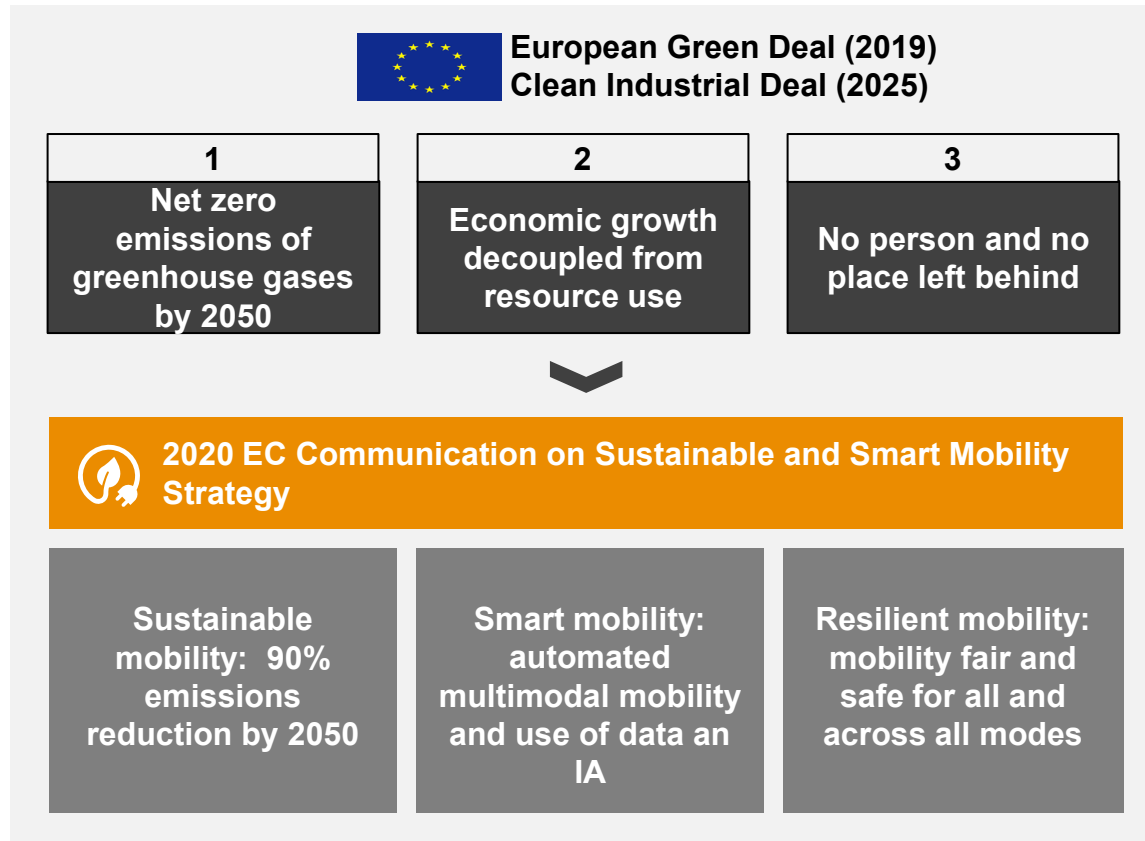 European Green Deal (2019)
Clean Industrial Deal (2025)
1
Net zero
emissions of
greenhouse gases
by 2050
2
Economic growth
decoupled from
resource use
3
No person and no
place left behind
2020 EC Communication on Sustainable and Smart Mobility
Strategy
Sustainable
mobility:  90%
emissions
reduction by 2050
Smart mobility:
automated
multimodal mobility
and use of data an
IA
Resilient mobility:
mobility fair and
safe for all and
across all modes